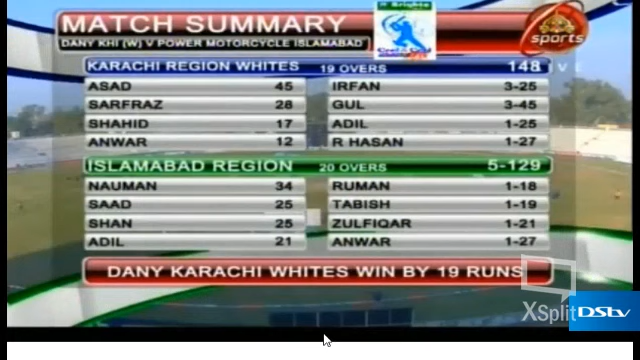 Brighto
MATCH SUMMARY
DANY KHI (W) V POWER MOTORCYCLE ISLAMABAD
sports
KARACHI REGION WHITES 19 OVERS 148
IVE
ASAD 45 IRFAN 3-25
SARFRAZ 28 GUL 3-45
SHAHID 17 ADIL 1-25
ANWAR 12 R HASAN 1-27
ISLAMABAD REGION 20 OVERS 5-129
NAUMAN 34 RUMAN 1-18
SAAD 25 TABISH 1-19
SHAN 25 ZULFIQAR 1-21
ADIL 21 ANWAR 1-27
DANY KARACHI WHITES WIN BY 19 RUNS
XSplit
DStv